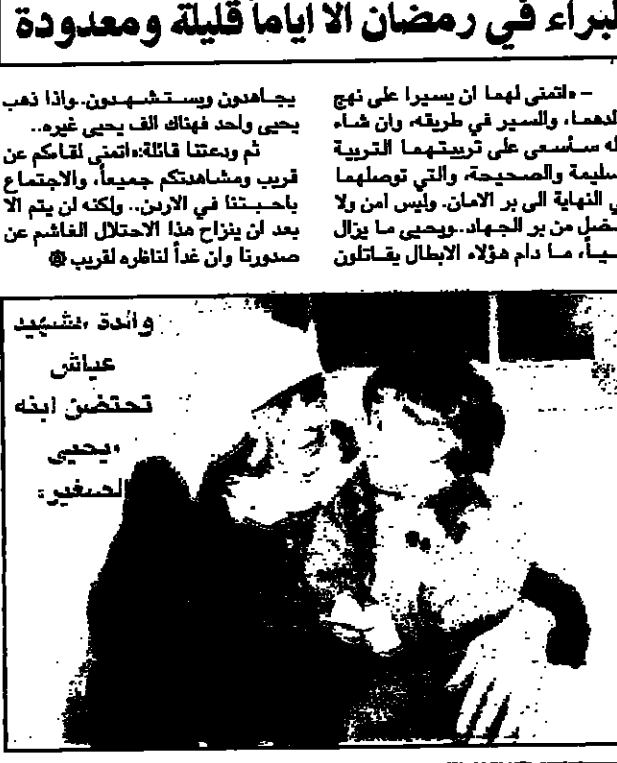 لبراء في رمضان الا اياماً قليلة ومعدودة
– «اتمنى لهما ان يسيرا على نهج
لدهما، والسير في طريقه، وان شاء
له سأسعى على تربيتهما التربية
سليمة والصحيحة، والتي توصلهما
ي النهاية الى بر الامان. وليس امن ولا
ضل من بر الجهاد..ويحيى ما يزال
ياً، ما دام هؤلاء الابطال يقاتلون
يجاهدون ويستشهدون..واذا ذهب
يحيى واحد فهناك الف يحيى غيره..
ثم ودعتنا قائلة:«اتمنى لقاءكم عن
قريب ومشاهدتكم جميعاً، والاجتماع
باحبتنا في الاردن.. ولكنه لن يتم الا
بعد ان ينزاح هذا الاحتلال الغاشم عن
صدورنا وان غداً لناظره لقريب
والدة الشهيد
عياش
تحتضن ابنه
«يحيى
الصغير»